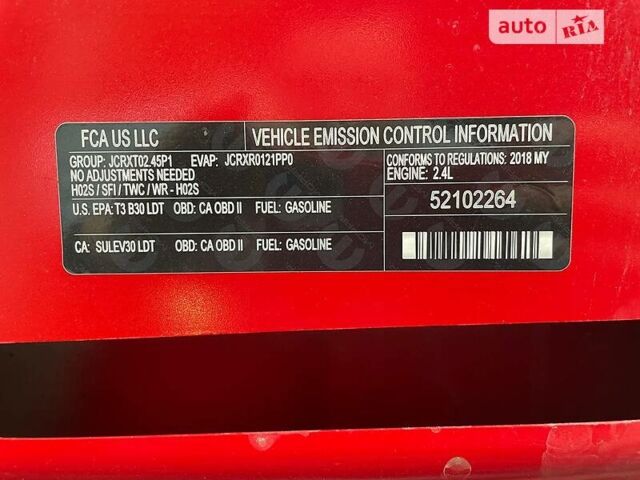 auto RIA
FCA US LLC
VEHICLE EMISSION CONTROL INFORMATION
GROUP: JCRXT02.45P1 EVAP: JCRXR0121PP0
NO ADJUSTMENTS NEEDED
H02S / SFI / TWC / WR - H02S
CONFORMS TO REGULATIONS: 2018 MY
ENGINE: 2.4L
U.S. EPA: T3 B30 LDT OBD: CA OBD II FUEL: GASOLINE
52102264
CA: SULEV30 LDT OBD: CA OBD II FUEL: GASOLINE